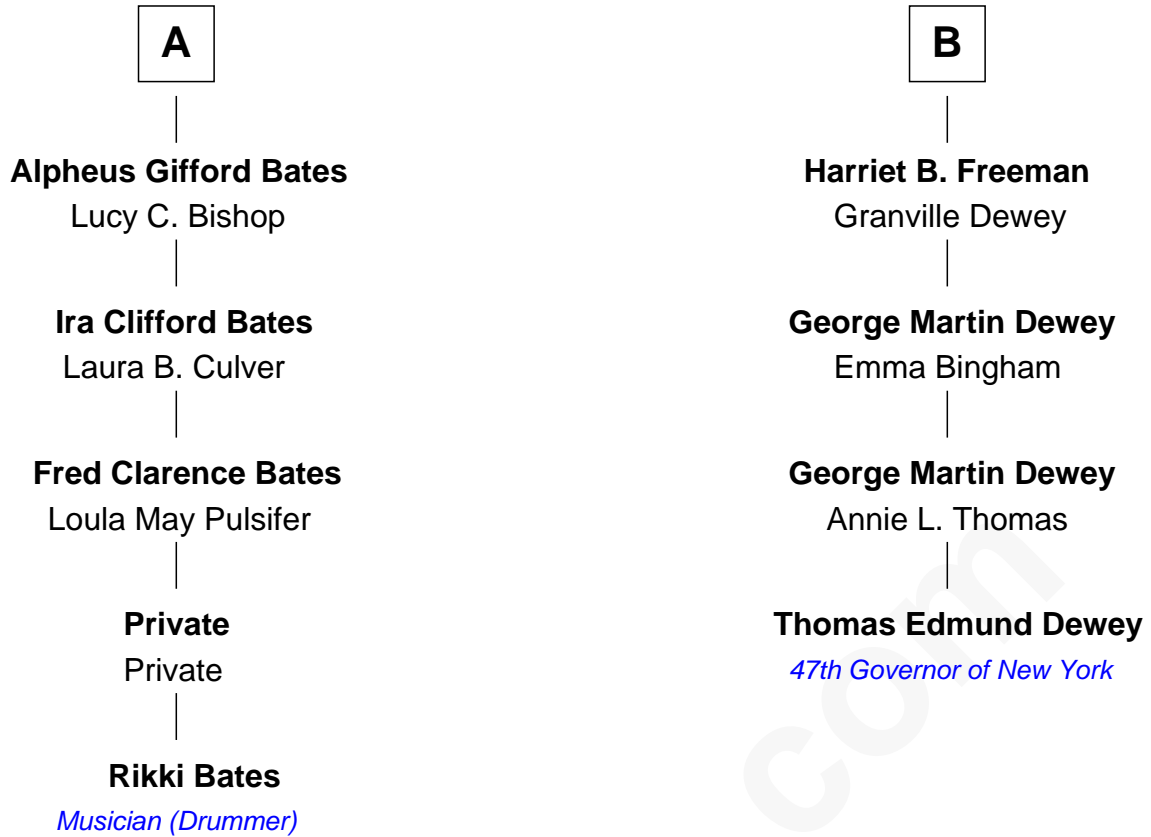 A
Alpheus Gifford Bates
Lucy C. Bishop
Ira Clifford Bates
Laura B. Culver
Fred Clarence Bates
Loula May Pulsifer
Private
Private
Rikki Bates
Musician (Drummer)
B
Harriet B. Freeman
Granville Dewey
George Martin Dewey
Emma Bingham
George Martin Dewey
Annie L. Thomas
Thomas Edmund Dewey
47th Governor of New York
com